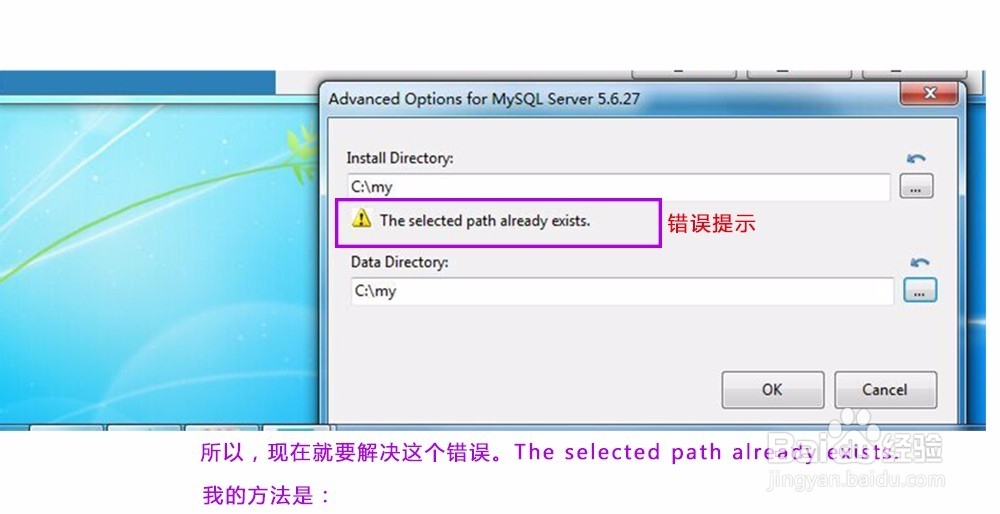 Advanced Options for MySQL Server 5.6.27
Install Directory:
C:\my
...
The selected path already exists.
错误提示
Data Directory:
C:\my
...
OK
Cancel
所以，现在就要解决这个错误。The selected path already exists.
我的方法是：
Baidu经验
jingyan.baidu.com